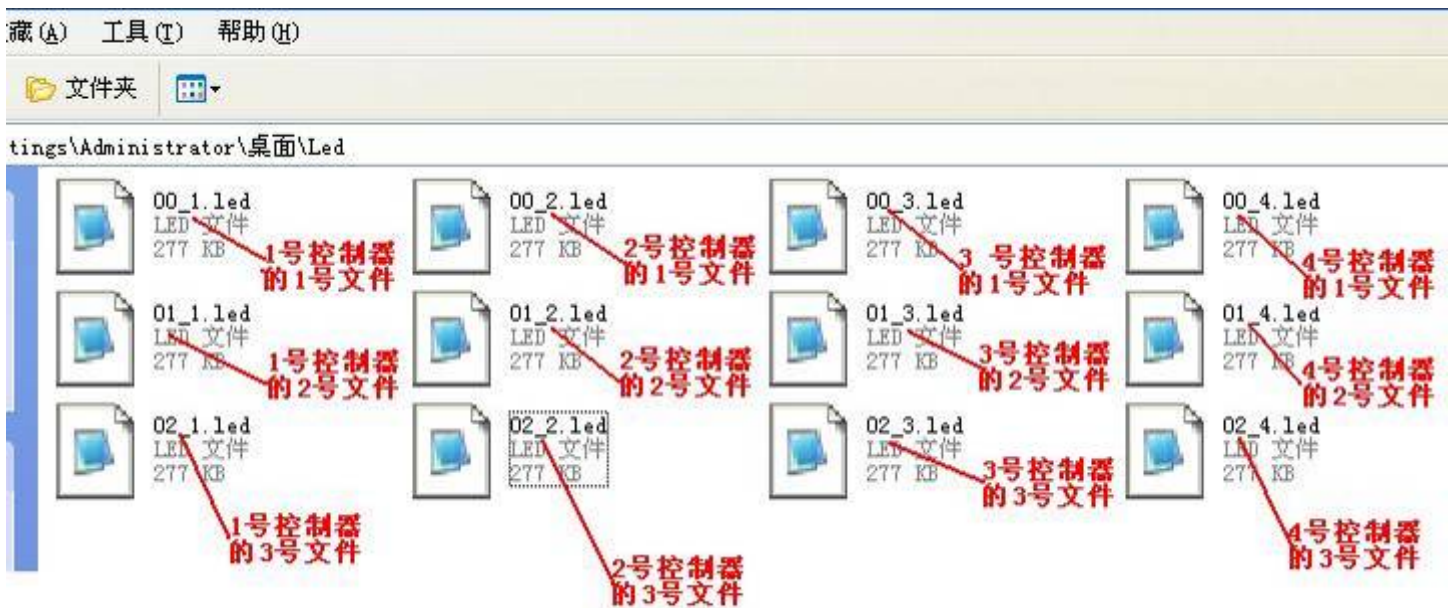 藏(A) 工具(T) 帮助(H)
文件夹
tings\Administrator\桌面\Led
00_1.led
LED 文件
277 KB
1号控制器
的1号文件
00_2.led
LED 文件
277 KB
2号控制器
的1号文件
00_3.led
LED 文件
277 KB
3 号控制器
的1号文件
00_4.led
LED 文件
277 KB
4号控制器
的1号文件
01_1.led
LED 文件
277 KB
1号控制器
的2号文件
01_2.led
LED 文件
277 KB
2号控制器
的2号文件
01_3.led
LED 文件
277 KB
3号控制器
的2号文件
01_4.led
LED 文件
277 KB
4号控制器
的2号文件
02_1.led
LED 文件
277 KB
1号控制器
的3号文件
02_2.led
LED 文件
277 KB
2号控制器
的3号文件
02_3.led
LED 文件
277 KB
3号控制器
的3号文件
02_4.led
LED 文件
277 KB
4号控制器
的3号文件